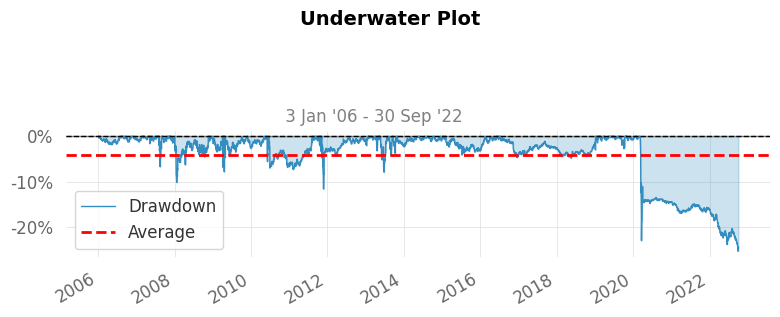 Underwater Plot
3 Jan '06 - 30 Sep '22
0%
-10%
-20%
Drawdown
Average
2006 2008 2010 2012 2014 2016 2018 2020 2022